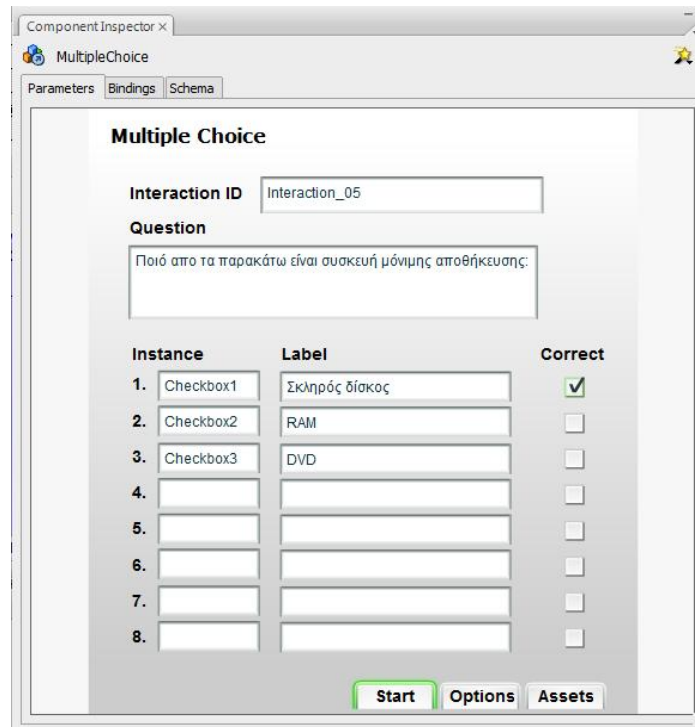 Component Inspector ×
MultipleChoice
Parameters Bindings Schema
Multiple Choice
Interaction ID Interaction_05
Question
Ποιό απο τα παρακάτω είναι συσκευή μόνιμης αποθήκευσης:
Instance Label Correct
1. Checkbox1 Σκληρός δίσκος
2. Checkbox2 RAM
3. Checkbox3 DVD
4.
5.
6.
7.
8.
Start Options Assets